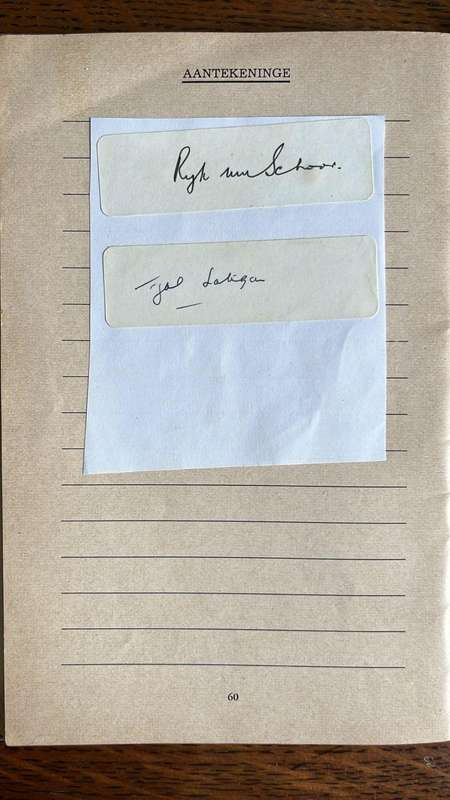 AANTEKENINGE
Ryk van Schoor.
Tjol Lategan
60